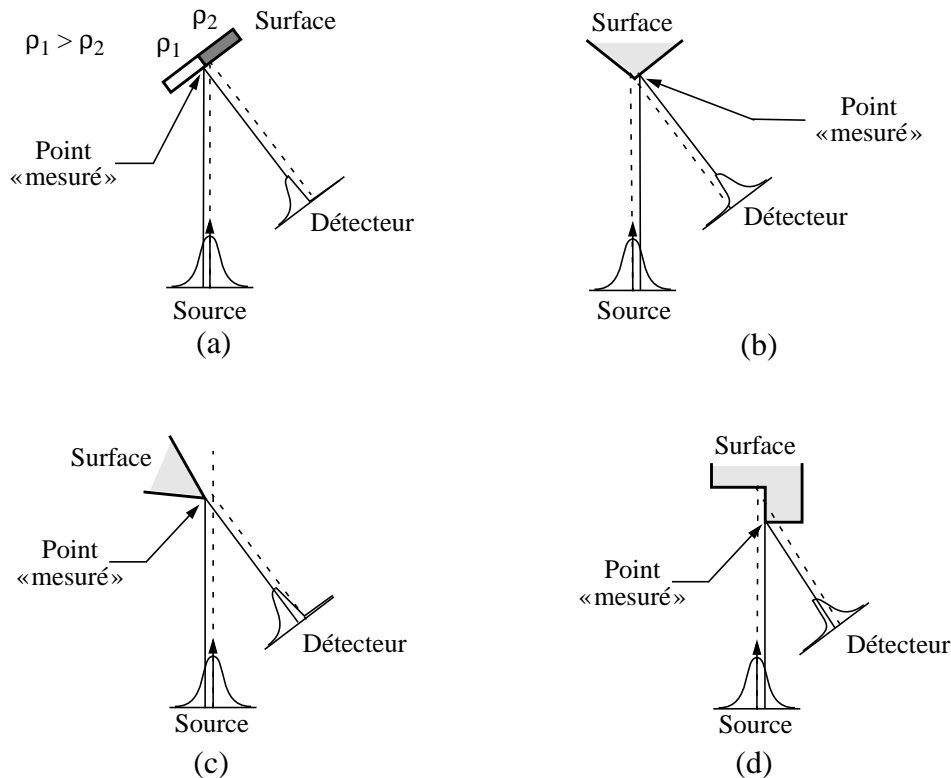 ρ1 > ρ2
ρ1
ρ2
Surface
Point
«mesuré»
Détecteur
Source
(a)
Surface
Point
«mesuré»
Détecteur
Source
(b)
Surface
Point
«mesuré»
Détecteur
Source
(c)
Surface
Point
«mesuré»
Détecteur
Source
(d)